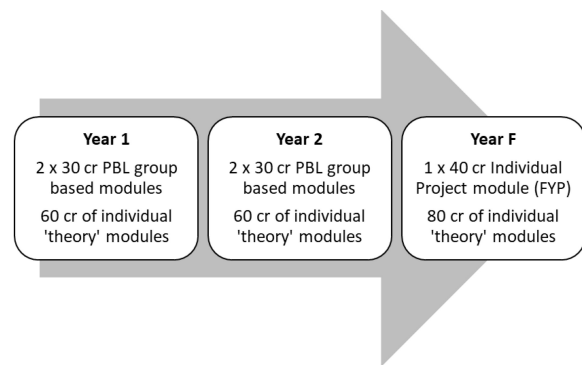 Year 1
2 x 30 cr PBL group
based modules
60 cr of individual
'theory' modules
Year 2
2 x 30 cr PBL group
based modules
60 cr of individual
'theory' modules
Year F
1 x 40 cr Individual
Project module (FYP)
80 cr of individual
'theory' modules